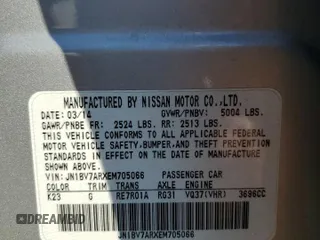 MANUFACTURED BY NISSAN MOTOR CO.,LTD.
DATE: 03/14 GVWR/PNBV: 5004 LBS.
GAWR/PNBE FR: 2524 LBS. RR: 2513 LBS.
THIS VEHICLE CONFORMS TO ALL APPLICABLE FEDERAL
MOTOR VEHICLE SAFETY,BUMPER,AND THEFT PREVENTION
STANDARDS IN EFFECT ON THE DATE OF MANUFACTURE
SHOWN ABOVE.
VIN: JN1BV7ARXEM705066 PASSENGER CAR
COLOR TRIM TRANS AXLE ENGINE
K23 G RE7R01A RG31 VQ37(VHR) 3696CC
JN1BV7ARXEM705066
DEALERSHIP